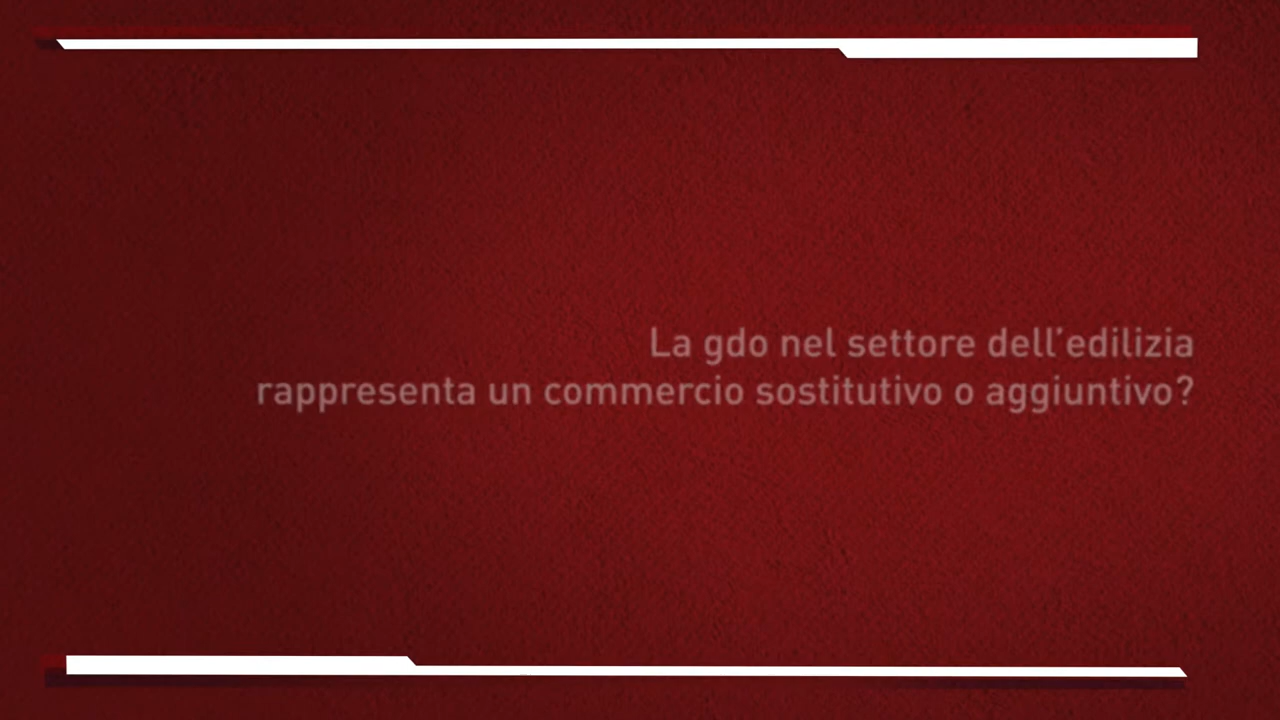 La gdo nel settore dell’edilizia
rappresenta un commercio sostitutivo o aggiuntivo?